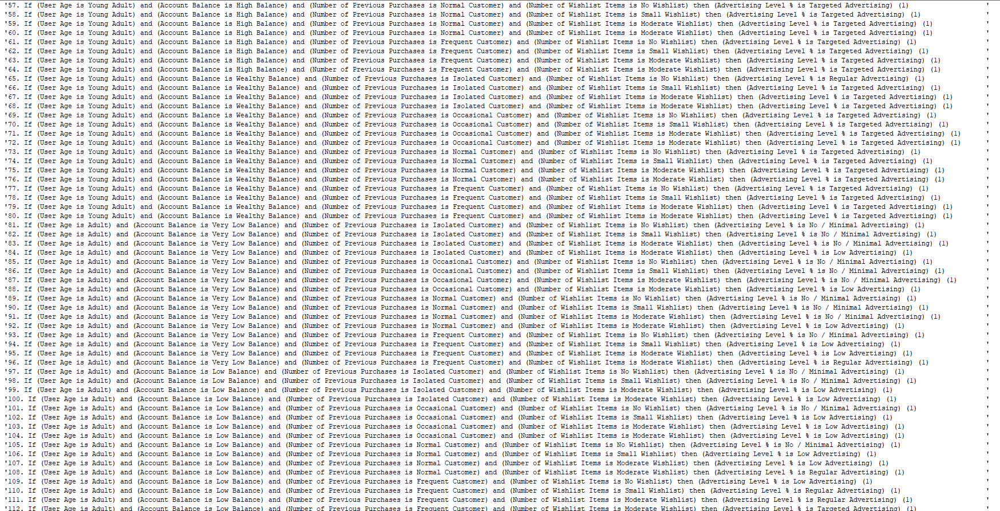 '57. If (User Age is Young Adult) and (Account Balance is High Balance) and (Number of Previous Purchases is Normal Customer) and (Number of Wishlist Items is No Wishlist) then (Advertising Level % is Targeted Advertising) (1) '
'58. If (User Age is Young Adult) and (Account Balance is High Balance) and (Number of Previous Purchases is Normal Customer) and (Number of Wishlist Items is Small Wishlist) then (Advertising Level % is Targeted Advertising) (1) '
'59. If (User Age is Young Adult) and (Account Balance is High Balance) and (Number of Previous Purchases is Normal Customer) and (Number of Wishlist Items is Moderate Wishlist) then (Advertising Level % is Targeted Advertising) (1) '
'60. If (User Age is Young Adult) and (Account Balance is High Balance) and (Number of Previous Purchases is Normal Customer) and (Number of Wishlist Items is Moderate Wishlist) then (Advertising Level % is Targeted Advertising) (1) '
'61. If (User Age is Young Adult) and (Account Balance is High Balance) and (Number of Previous Purchases is Frequent Customer) and (Number of Wishlist Items is No Wishlist) then (Advertising Level % is Targeted Advertising) (1) '
'62. If (User Age is Young Adult) and (Account Balance is High Balance) and (Number of Previous Purchases is Frequent Customer) and (Number of Wishlist Items is Small Wishlist) then (Advertising Level % is Targeted Advertising) (1) '
'63. If (User Age is Young Adult) and (Account Balance is High Balance) and (Number of Previous Purchases is Frequent Customer) and (Number of Wishlist Items is Moderate Wishlist) then (Advertising Level % is Targeted Advertising) (1) '
'64. If (User Age is Young Adult) and (Account Balance is High Balance) and (Number of Previous Purchases is Frequent Customer) and (Number of Wishlist Items is Moderate Wishlist) then (Advertising Level % is Targeted Advertising) (1) '
'65. If (User Age is Young Adult) and (Account Balance is Wealthy Balance) and (Number of Previous Purchases is Isolated Customer) and (Number of Wishlist Items is No Wishlist) then (Advertising Level % is Regular Advertising) (1) '
'66. If (User Age is Young Adult) and (Account Balance is Wealthy Balance) and (Number of Previous Purchases is Isolated Customer) and (Number of Wishlist Items is Small Wishlist) then (Advertising Level % is Targeted Advertising) (1) '
'67. If (User Age is Young Adult) and (Account Balance is Wealthy Balance) and (Number of Previous Purchases is Isolated Customer) and (Number of Wishlist Items is Moderate Wishlist) then (Advertising Level % is Targeted Advertising) (1) '
'68. If (User Age is Young Adult) and (Account Balance is Wealthy Balance) and (Number of Previous Purchases is Isolated Customer) and (Number of Wishlist Items is Moderate Wishlist) then (Advertising Level % is Targeted Advertising) (1) '
'69. If (User Age is Young Adult) and (Account Balance is Wealthy Balance) and (Number of Previous Purchases is Occasional Customer) and (Number of Wishlist Items is No Wishlist) then (Advertising Level % is Targeted Advertising) (1) '
'70. If (User Age is Young Adult) and (Account Balance is Wealthy Balance) and (Number of Previous Purchases is Occasional Customer) and (Number of Wishlist Items is Small Wishlist) then (Advertising Level % is Targeted Advertising) (1) '
'71. If (User Age is Young Adult) and (Account Balance is Wealthy Balance) and (Number of Previous Purchases is Occasional Customer) and (Number of Wishlist Items is Moderate Wishlist) then (Advertising Level % is Targeted Advertising) (1) '
'72. If (User Age is Young Adult) and (Account Balance is Wealthy Balance) and (Number of Previous Purchases is Occasional Customer) and (Number of Wishlist Items is Moderate Wishlist) then (Advertising Level % is Targeted Advertising) (1) '
'73. If (User Age is Young Adult) and (Account Balance is Wealthy Balance) and (Number of Previous Purchases is Normal Customer) and (Number of Wishlist Items is No Wishlist) then (Advertising Level % is Targeted Advertising) (1) '
'74. If (User Age is Young Adult) and (Account Balance is Wealthy Balance) and (Number of Previous Purchases is Normal Customer) and (Number of Wishlist Items is Small Wishlist) then (Advertising Level % is Targeted Advertising) (1) '
'75. If (User Age is Young Adult) and (Account Balance is Wealthy Balance) and (Number of Previous Purchases is Normal Customer) and (Number of Wishlist Items is Moderate Wishlist) then (Advertising Level % is Targeted Advertising) (1) '
'76. If (User Age is Young Adult) and (Account Balance is Wealthy Balance) and (Number of Previous Purchases is Normal Customer) and (Number of Wishlist Items is Moderate Wishlist) then (Advertising Level % is Targeted Advertising) (1) '
'77. If (User Age is Young Adult) and (Account Balance is Wealthy Balance) and (Number of Previous Purchases is Frequent Customer) and (Number of Wishlist Items is No Wishlist) then (Advertising Level % is Targeted Advertising) (1) '
'78. If (User Age is Young Adult) and (Account Balance is Wealthy Balance) and (Number of Previous Purchases is Frequent Customer) and (Number of Wishlist Items is Small Wishlist) then (Advertising Level % is Targeted Advertising) (1) '
'79. If (User Age is Young Adult) and (Account Balance is Wealthy Balance) and (Number of Previous Purchases is Frequent Customer) and (Number of Wishlist Items is Moderate Wishlist) then (Advertising Level % is Targeted Advertising) (1) '
'80. If (User Age is Young Adult) and (Account Balance is Wealthy Balance) and (Number of Previous Purchases is Frequent Customer) and (Number of Wishlist Items is Moderate Wishlist) then (Advertising Level % is Targeted Advertising) (1) '
'81. If (User Age is Adult) and (Account Balance is Very Low Balance) and (Number of Previous Purchases is Isolated Customer) and (Number of Wishlist Items is No Wishlist) then (Advertising Level % is No / Minimal Advertising) (1) '
'82. If (User Age is Adult) and (Account Balance is Very Low Balance) and (Number of Previous Purchases is Isolated Customer) and (Number of Wishlist Items is Small Wishlist) then (Advertising Level % is No / Minimal Advertising) (1) '
'83. If (User Age is Adult) and (Account Balance is Very Low Balance) and (Number of Previous Purchases is Isolated Customer) and (Number of Wishlist Items is Moderate Wishlist) then (Advertising Level % is No / Minimal Advertising) (1) '
'84. If (User Age is Adult) and (Account Balance is Very Low Balance) and (Number of Previous Purchases is Isolated Customer) and (Number of Wishlist Items is Moderate Wishlist) then (Advertising Level % is Low Advertising) (1) '
'85. If (User Age is Adult) and (Account Balance is Very Low Balance) and (Number of Previous Purchases is Occasional Customer) and (Number of Wishlist Items is No Wishlist) then (Advertising Level % is No / Minimal Advertising) (1) '
'86. If (User Age is Adult) and (Account Balance is Very Low Balance) and (Number of Previous Purchases is Occasional Customer) and (Number of Wishlist Items is Small Wishlist) then (Advertising Level % is No / Minimal Advertising) (1) '
'87. If (User Age is Adult) and (Account Balance is Very Low Balance) and (Number of Previous Purchases is Occasional Customer) and (Number of Wishlist Items is Moderate Wishlist) then (Advertising Level % is No / Minimal Advertising) (1) '
'88. If (User Age is Adult) and (Account Balance is Very Low Balance) and (Number of Previous Purchases is Occasional Customer) and (Number of Wishlist Items is Moderate Wishlist) then (Advertising Level % is Low Advertising) (1) '
'89. If (User Age is Adult) and (Account Balance is Very Low Balance) and (Number of Previous Purchases is Normal Customer) and (Number of Wishlist Items is No Wishlist) then (Advertising Level % is No / Minimal Advertising) (1) '
'90. If (User Age is Adult) and (Account Balance is Very Low Balance) and (Number of Previous Purchases is Normal Customer) and (Number of Wishlist Items is Small Wishlist) then (Advertising Level % is No / Minimal Advertising) (1) '
'91. If (User Age is Adult) and (Account Balance is Very Low Balance) and (Number of Previous Purchases is Normal Customer) and (Number of Wishlist Items is Moderate Wishlist) then (Advertising Level % is No / Minimal Advertising) (1) '
'92. If (User Age is Adult) and (Account Balance is Very Low Balance) and (Number of Previous Purchases is Normal Customer) and (Number of Wishlist Items is Moderate Wishlist) then (Advertising Level % is Low Advertising) (1) '
'93. If (User Age is Adult) and (Account Balance is Very Low Balance) and (Number of Previous Purchases is Frequent Customer) and (Number of Wishlist Items is No Wishlist) then (Advertising Level % is No / Minimal Advertising) (1) '
'94. If (User Age is Adult) and (Account Balance is Very Low Balance) and (Number of Previous Purchases is Frequent Customer) and (Number of Wishlist Items is Small Wishlist) then (Advertising Level % is Low Advertising) (1) '
'95. If (User Age is Adult) and (Account Balance is Very Low Balance) and (Number of Previous Purchases is Frequent Customer) and (Number of Wishlist Items is Moderate Wishlist) then (Advertising Level % is Low Advertising) (1) '
'96. If (User Age is Adult) and (Account Balance is Very Low Balance) and (Number of Previous Purchases is Frequent Customer) and (Number of Wishlist Items is Moderate Wishlist) then (Advertising Level % is Regular Advertising) (1) '
'97. If (User Age is Adult) and (Account Balance is Low Balance) and (Number of Previous Purchases is Isolated Customer) and (Number of Wishlist Items is No Wishlist) then (Advertising Level % is No / Minimal Advertising) (1) '
'98. If (User Age is Adult) and (Account Balance is Low Balance) and (Number of Previous Purchases is Isolated Customer) and (Number of Wishlist Items is Small Wishlist) then (Advertising Level % is No / Minimal Advertising) (1) '
'99. If (User Age is Adult) and (Account Balance is Low Balance) and (Number of Previous Purchases is Isolated Customer) and (Number of Wishlist Items is Moderate Wishlist) then (Advertising Level % is Low Advertising) (1) '
'100. If (User Age is Adult) and (Account Balance is Low Balance) and (Number of Previous Purchases is Isolated Customer) and (Number of Wishlist Items is Moderate Wishlist) then (Advertising Level % is Low Advertising) (1) '
'101. If (User Age is Adult) and (Account Balance is Low Balance) and (Number of Previous Purchases is Occasional Customer) and (Number of Wishlist Items is No Wishlist) then (Advertising Level % is No / Minimal Advertising) (1) '
'102. If (User Age is Adult) and (Account Balance is Low Balance) and (Number of Previous Purchases is Occasional Customer) and (Number of Wishlist Items is Small Wishlist) then (Advertising Level % is Low Advertising) (1) '
'103. If (User Age is Adult) and (Account Balance is Low Balance) and (Number of Previous Purchases is Occasional Customer) and (Number of Wishlist Items is Moderate Wishlist) then (Advertising Level % is Low Advertising) (1) '
'104. If (User Age is Adult) and (Account Balance is Low Balance) and (Number of Previous Purchases is Occasional Customer) and (Number of Wishlist Items is Moderate Wishlist) then (Advertising Level % is Low Advertising) (1) '
'105. If (User Age is Adult) and (Account Balance is Low Balance) and (Number of Previous Purchases is Normal Customer) and (Number of Wishlist Items is No Wishlist) then (Advertising Level % is No / Minimal Advertising) (1) '
'106. If (User Age is Adult) and (Account Balance is Low Balance) and (Number of Previous Purchases is Normal Customer) and (Number of Wishlist Items is Small Wishlist) then (Advertising Level % is Low Advertising) (1) '
'107. If (User Age is Adult) and (Account Balance is Low Balance) and (Number of Previous Purchases is Normal Customer) and (Number of Wishlist Items is Moderate Wishlist) then (Advertising Level % is Low Advertising) (1) '
'108. If (User Age is Adult) and (Account Balance is Low Balance) and (Number of Previous Purchases is Normal Customer) and (Number of Wishlist Items is Moderate Wishlist) then (Advertising Level % is Regular Advertising) (1) '
'109. If (User Age is Adult) and (Account Balance is Low Balance) and (Number of Previous Purchases is Frequent Customer) and (Number of Wishlist Items is No Wishlist) then (Advertising Level % is Low Advertising) (1) '
'110. If (User Age is Adult) and (Account Balance is Low Balance) and (Number of Previous Purchases is Frequent Customer) and (Number of Wishlist Items is Small Wishlist) then (Advertising Level % is Regular Advertising) (1) '
'111. If (User Age is Adult) and (Account Balance is Low Balance) and (Number of Previous Purchases is Frequent Customer) and (Number of Wishlist Items is Moderate Wishlist) then (Advertising Level % is Regular Advertising) (1) '
'112. If (User Age is Adult) and (Account Balance is Low Balance) and (Number of Previous Purchases is Frequent Customer) and (Number of Wishlist Items is Moderate Wishlist) then (Advertising Level % is Targeted Advertising) (1) '